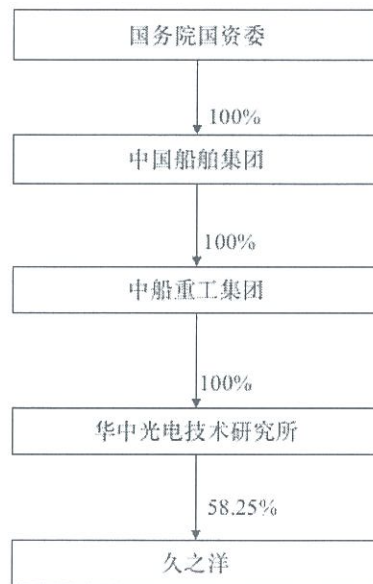 国务院国资委
100%
中国船舶集团
100%
中船重工集团
100%
华中光电技术研究所
58.25%
久之洋